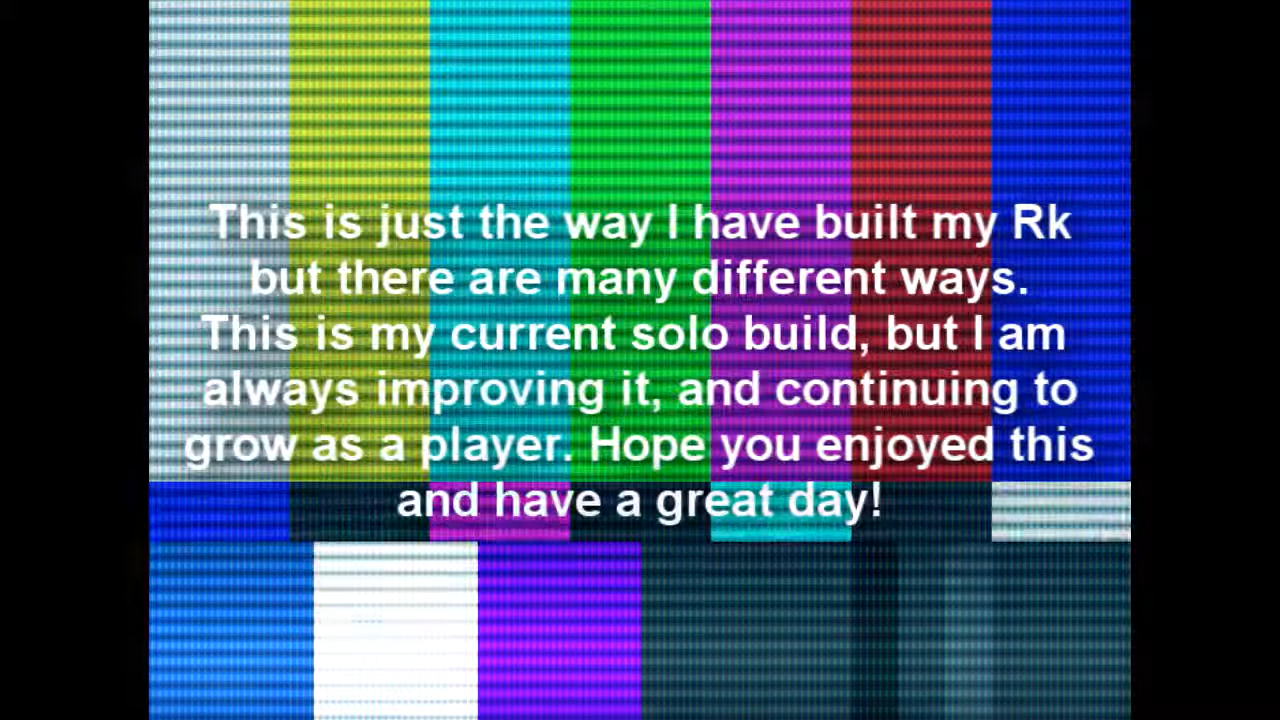 This is just the way I have built my Rk
but there are many different ways.
This is my current solo build, but I am
always improving it, and continuing to
grow as a player. Hope you enjoyed this
and have a great day!